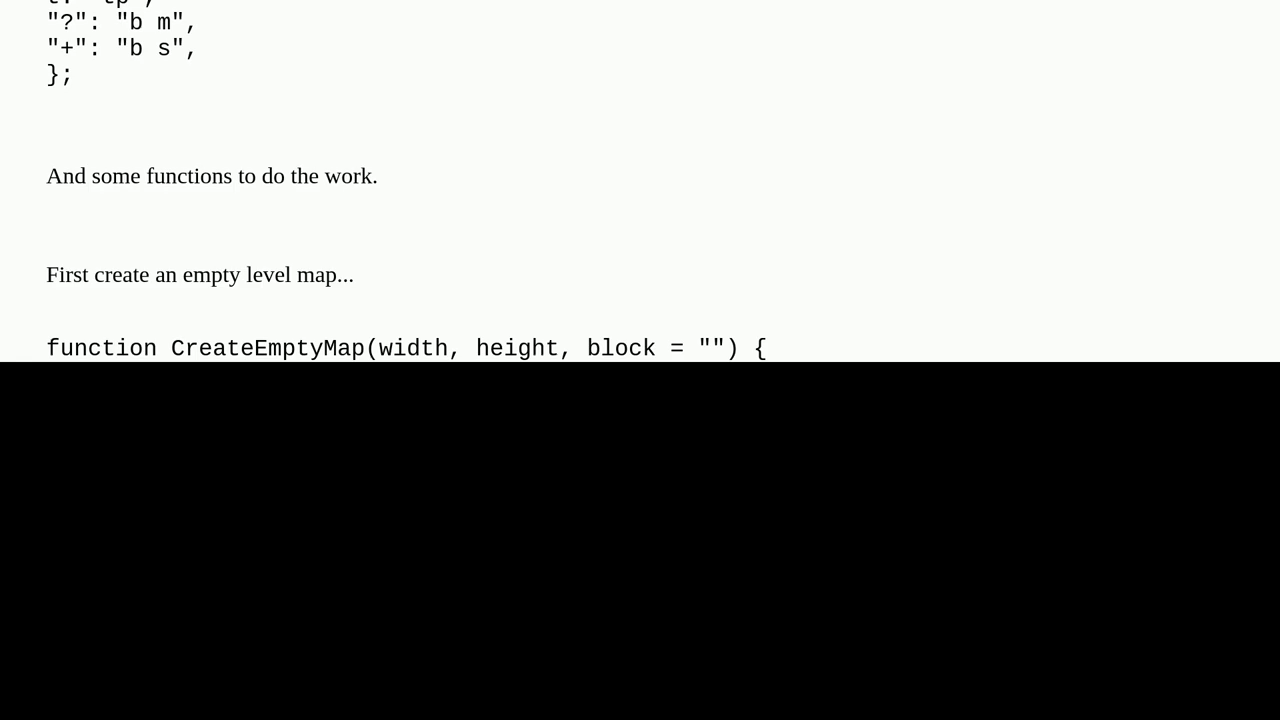 "?": "b m",
"+": "b s",
};
And some functions to do the work.
First create an empty level map...
function CreateEmptyMap(width, height, block = "") {